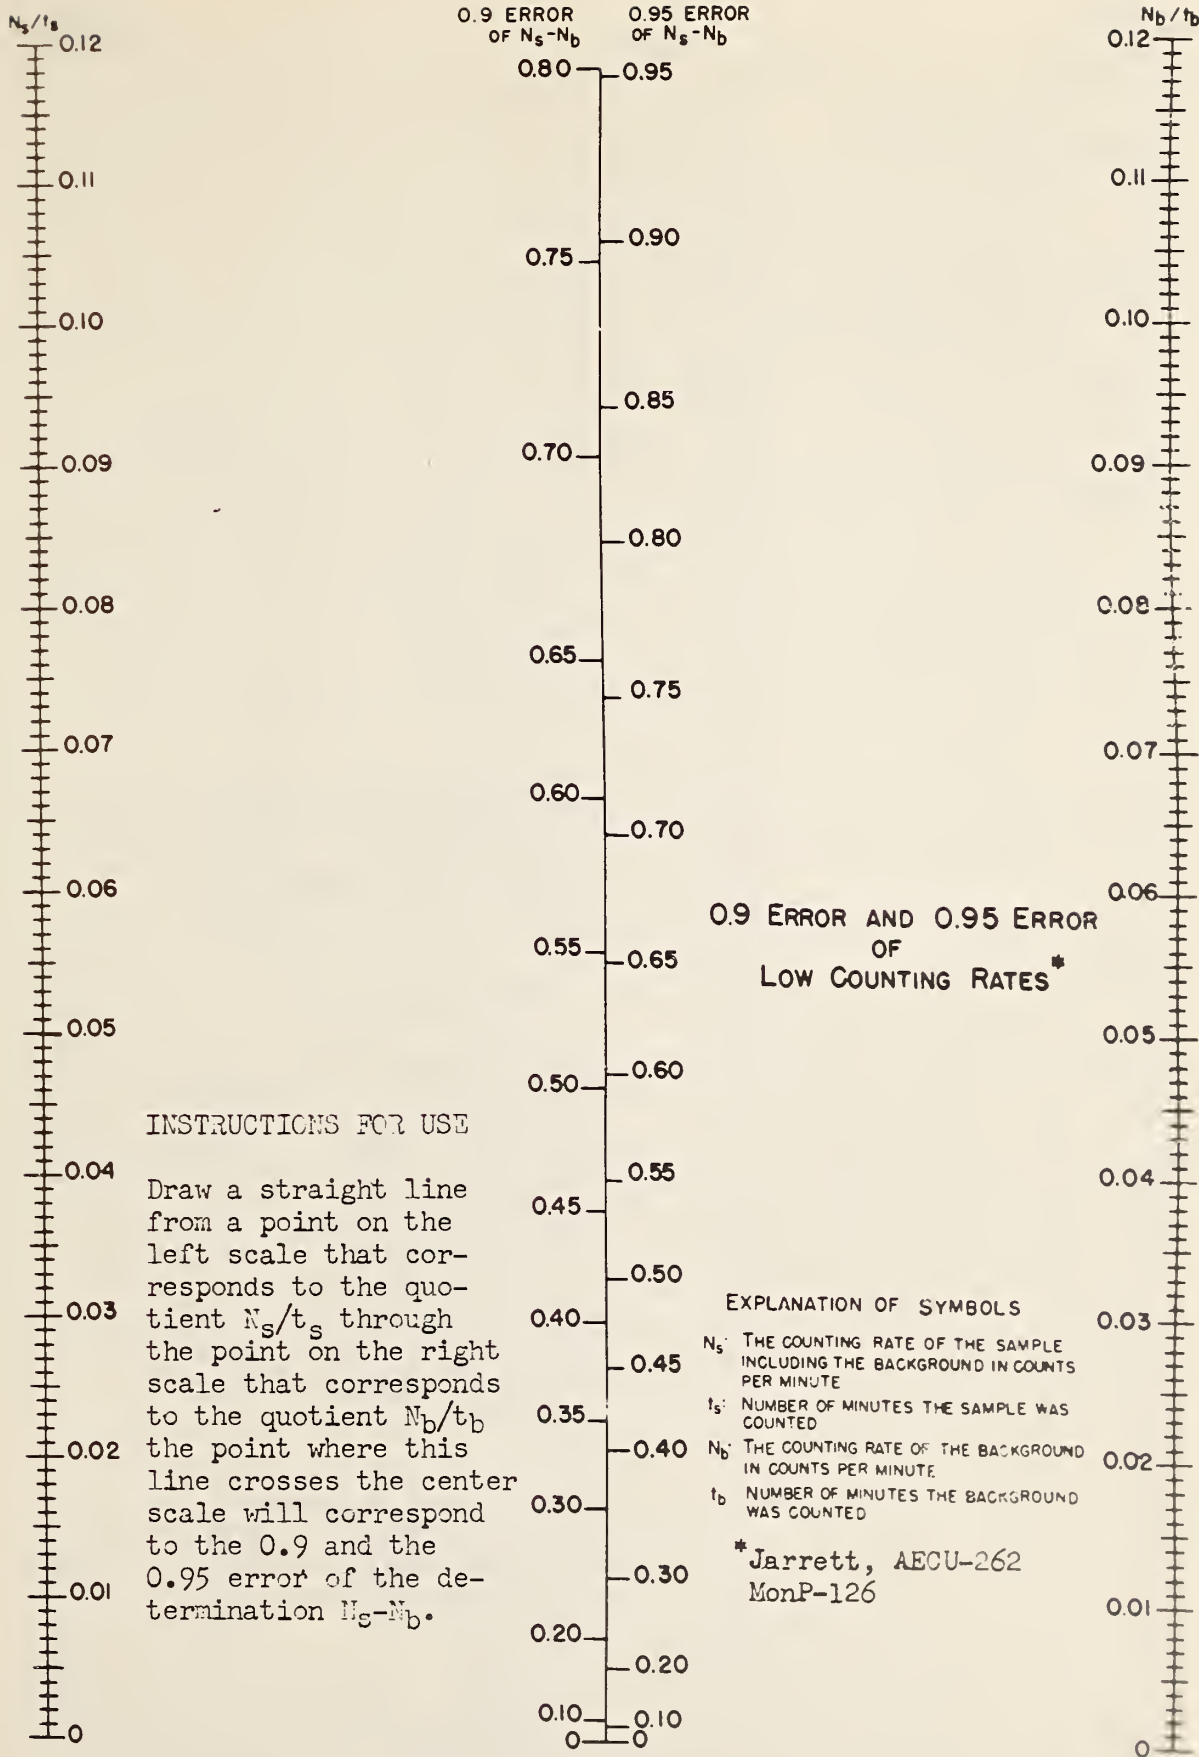 Ns/ts
0.12
0.11
0.10
0.09
0.08
0.07
0.06
0.05
0.04
0.03
0.02
0.01
0
0.9 ERROR
OF Ns-Nb
0.80
0.75
0.70
0.65
0.60
0.55
0.50
0.45
0.40
0.35
0.30
0.20
0.10
0
0.95 ERROR
OF Ns-Nb
0.95
0.90
0.85
0.80
0.75
0.70
0.65
0.60
0.55
0.50
0.45
0.40
0.30
0.20
0.10
0
Nb/tb
0.12
0.11
0.10
0.09
0.08
0.07
0.06
0.05
0.04
0.03
0.02
0.01
0
0.9 ERROR AND 0.95 ERROR
OF
LOW COUNTING RATES*
INSTRUCTIONS FOR USE
Draw a straight line
from a point on the
left scale that cor-
responds to the quo-
tient Ns/ts through
the point on the right
scale that corresponds
to the quotient Nb/tb
the point where this
line crosses the center
scale will correspond
to the 0.9 and the
0.95 error of the de-
termination Ns-Nb.
EXPLANATION OF SYMBOLS
Ns: THE COUNTING RATE OF THE SAMPLE
INCLUDING THE BACKGROUND IN COUNTS
PER MINUTE
ts: NUMBER OF MINUTES THE SAMPLE WAS
COUNTED
Nb: THE COUNTING RATE OF THE BACKGROUND
IN COUNTS PER MINUTE
tb NUMBER OF MINUTES THE BACKGROUND
WAS COUNTED
*Jarrett, AECU-262
MonP-126